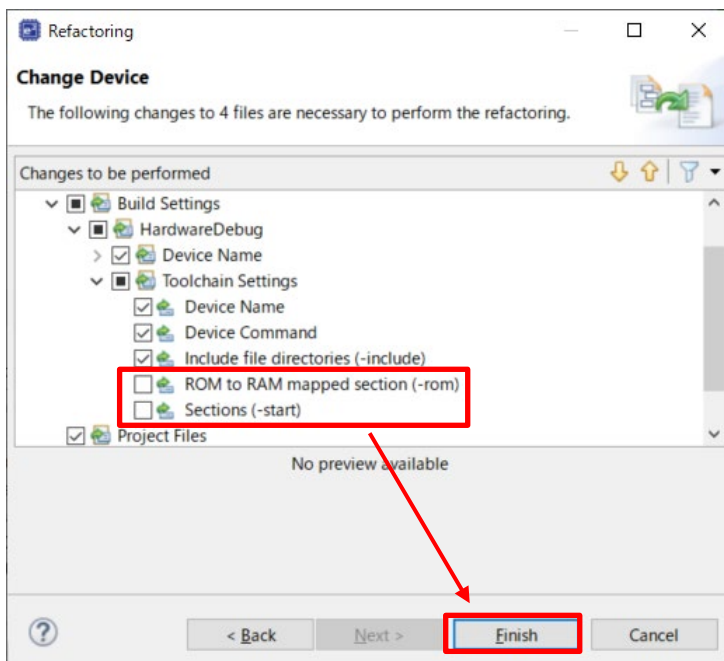 Refactoring
Change Device
The following changes to 4 files are necessary to perform the refactoring.
Changes to be performed
Build Settings
HardwareDebug
Device Name
Toolchain Settings
Device Name
Device Command
Include file directories (-include)
ROM to RAM mapped section (-rom)
Sections (-start)
Project Files
No preview available
< Back
Next >
Finish
Cancel